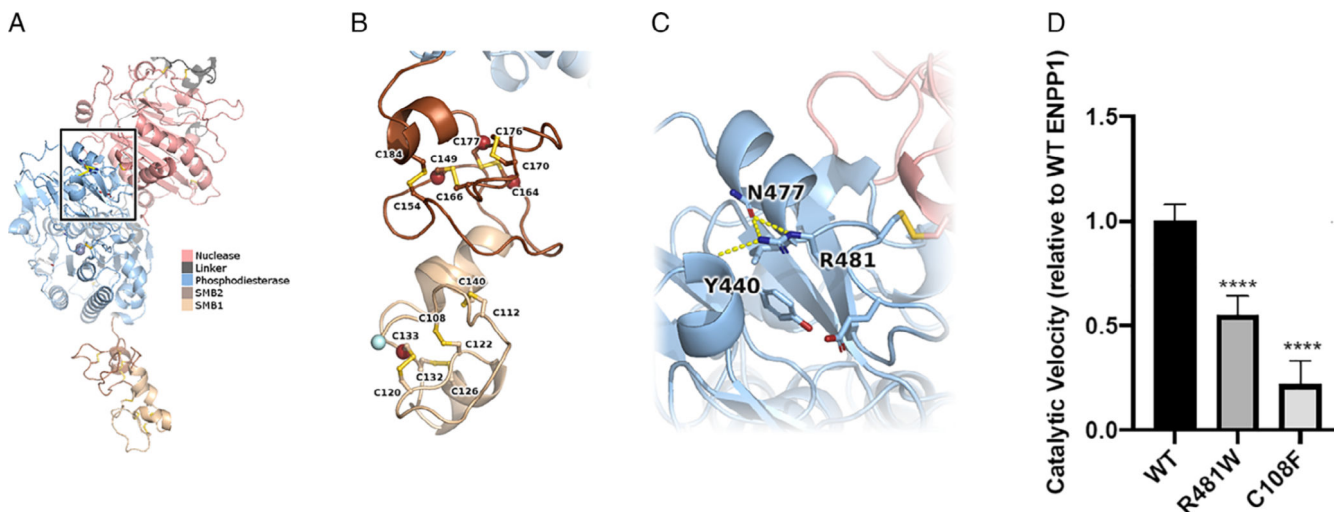 A
Nuclease
Linker
Phosphodiesterase
SMB2
SMB1
B
C177
C176
C184
C149
C170
C166
C164
C154
C140
C108
C112
C133
C122
C132
C120
C126
C
N477
R481
Y440
D
Catalytic Velocity (relative to WT ENPP1)
1.5
1.0
0.5
0.0
****
****
WT
R481W
C108F